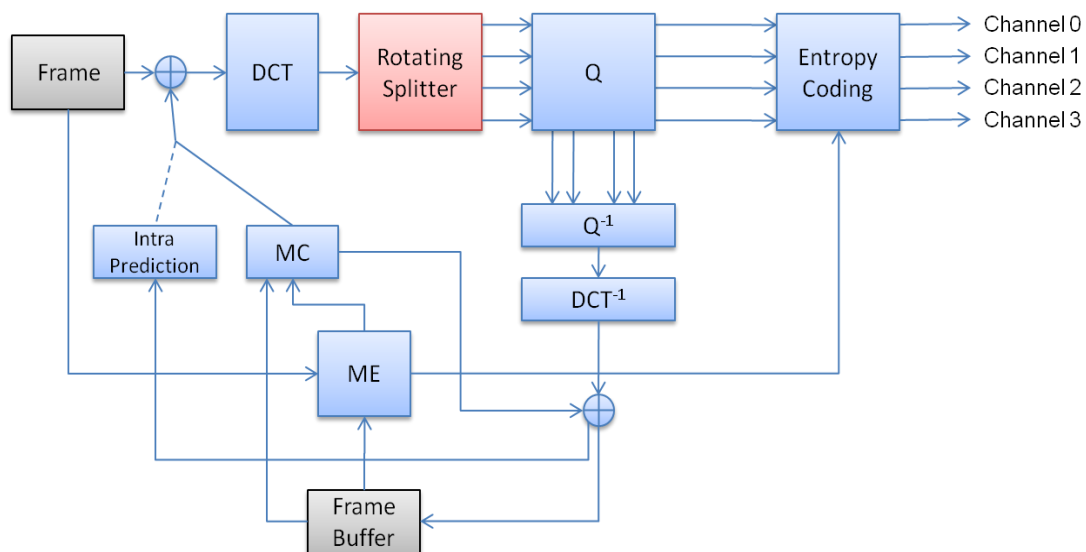 Frame
DCT
Rotating
Splitter
Q
Entropy
Coding
Channel 0
Channel 1
Channel 2
Channel 3
Intra
Prediction
MC
Q⁻¹
DCT⁻¹
ME
Frame
Buffer